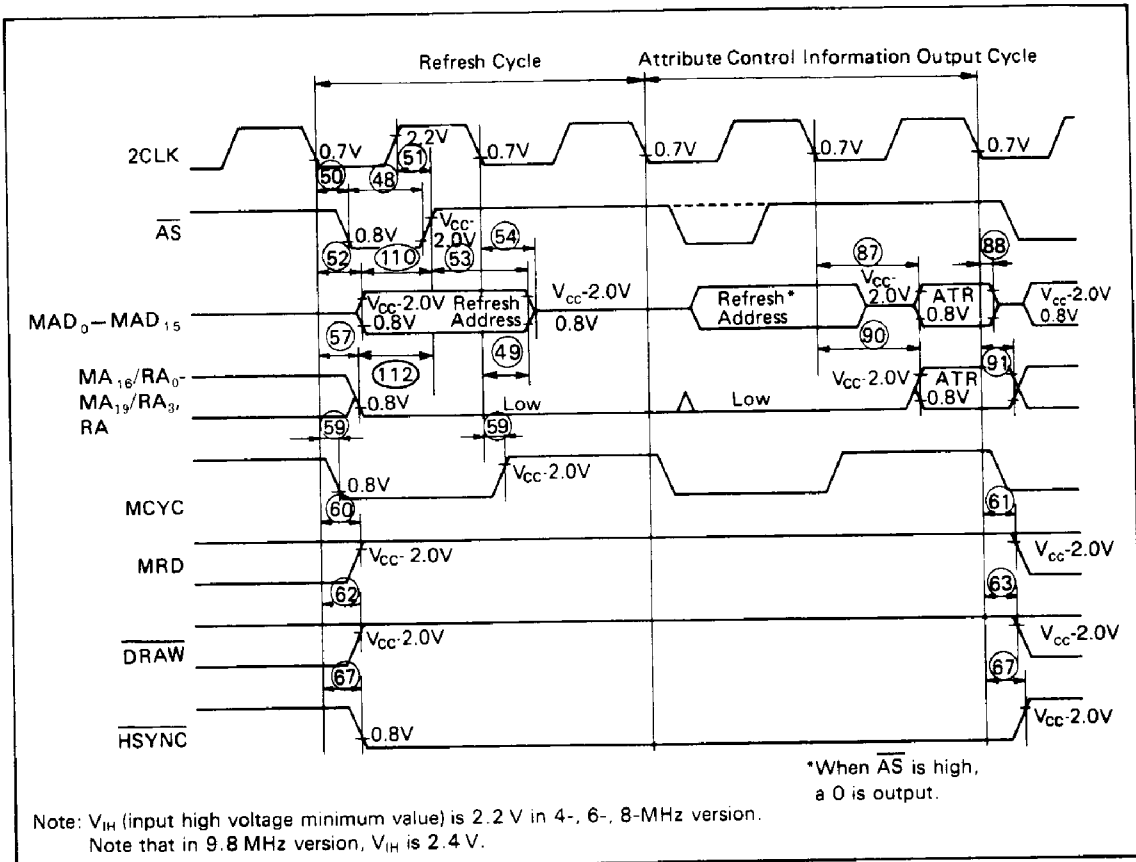 Refresh Cycle
Attribute Control Information Output Cycle
2CLK
0.7V
2.2V
0.7V
0.7V
0.7V
0.7V
50
48
51
AS
0.8V
VCC-2.0V
54
52
110
53
87
88
MAD0–MAD15
VCC-2.0V
0.8V
Refresh Address
VCC-2.0V
0.8V
Refresh* Address
VCC-2.0V
ATR
0.8V
VCC-2.0V
0.8V
57
112
49
90
91
MA16/RA0-
MA19/RA3,
RA
0.8V
Low
Low
VCC-2.0V
ATR
0.8V
59
59
MCYC
0.8V
VCC-2.0V
60
61
MRD
VCC-2.0V
VCC-2.0V
62
63
DRAW
VCC-2.0V
VCC-2.0V
67
67
HSYNC
0.8V
VCC-2.0V
*When AS is high,
a 0 is output.
Note: VIH (input high voltage minimum value) is 2.2 V in 4-, 6-, 8-MHz version.
Note that in 9.8 MHz version, VIH is 2.4 V.